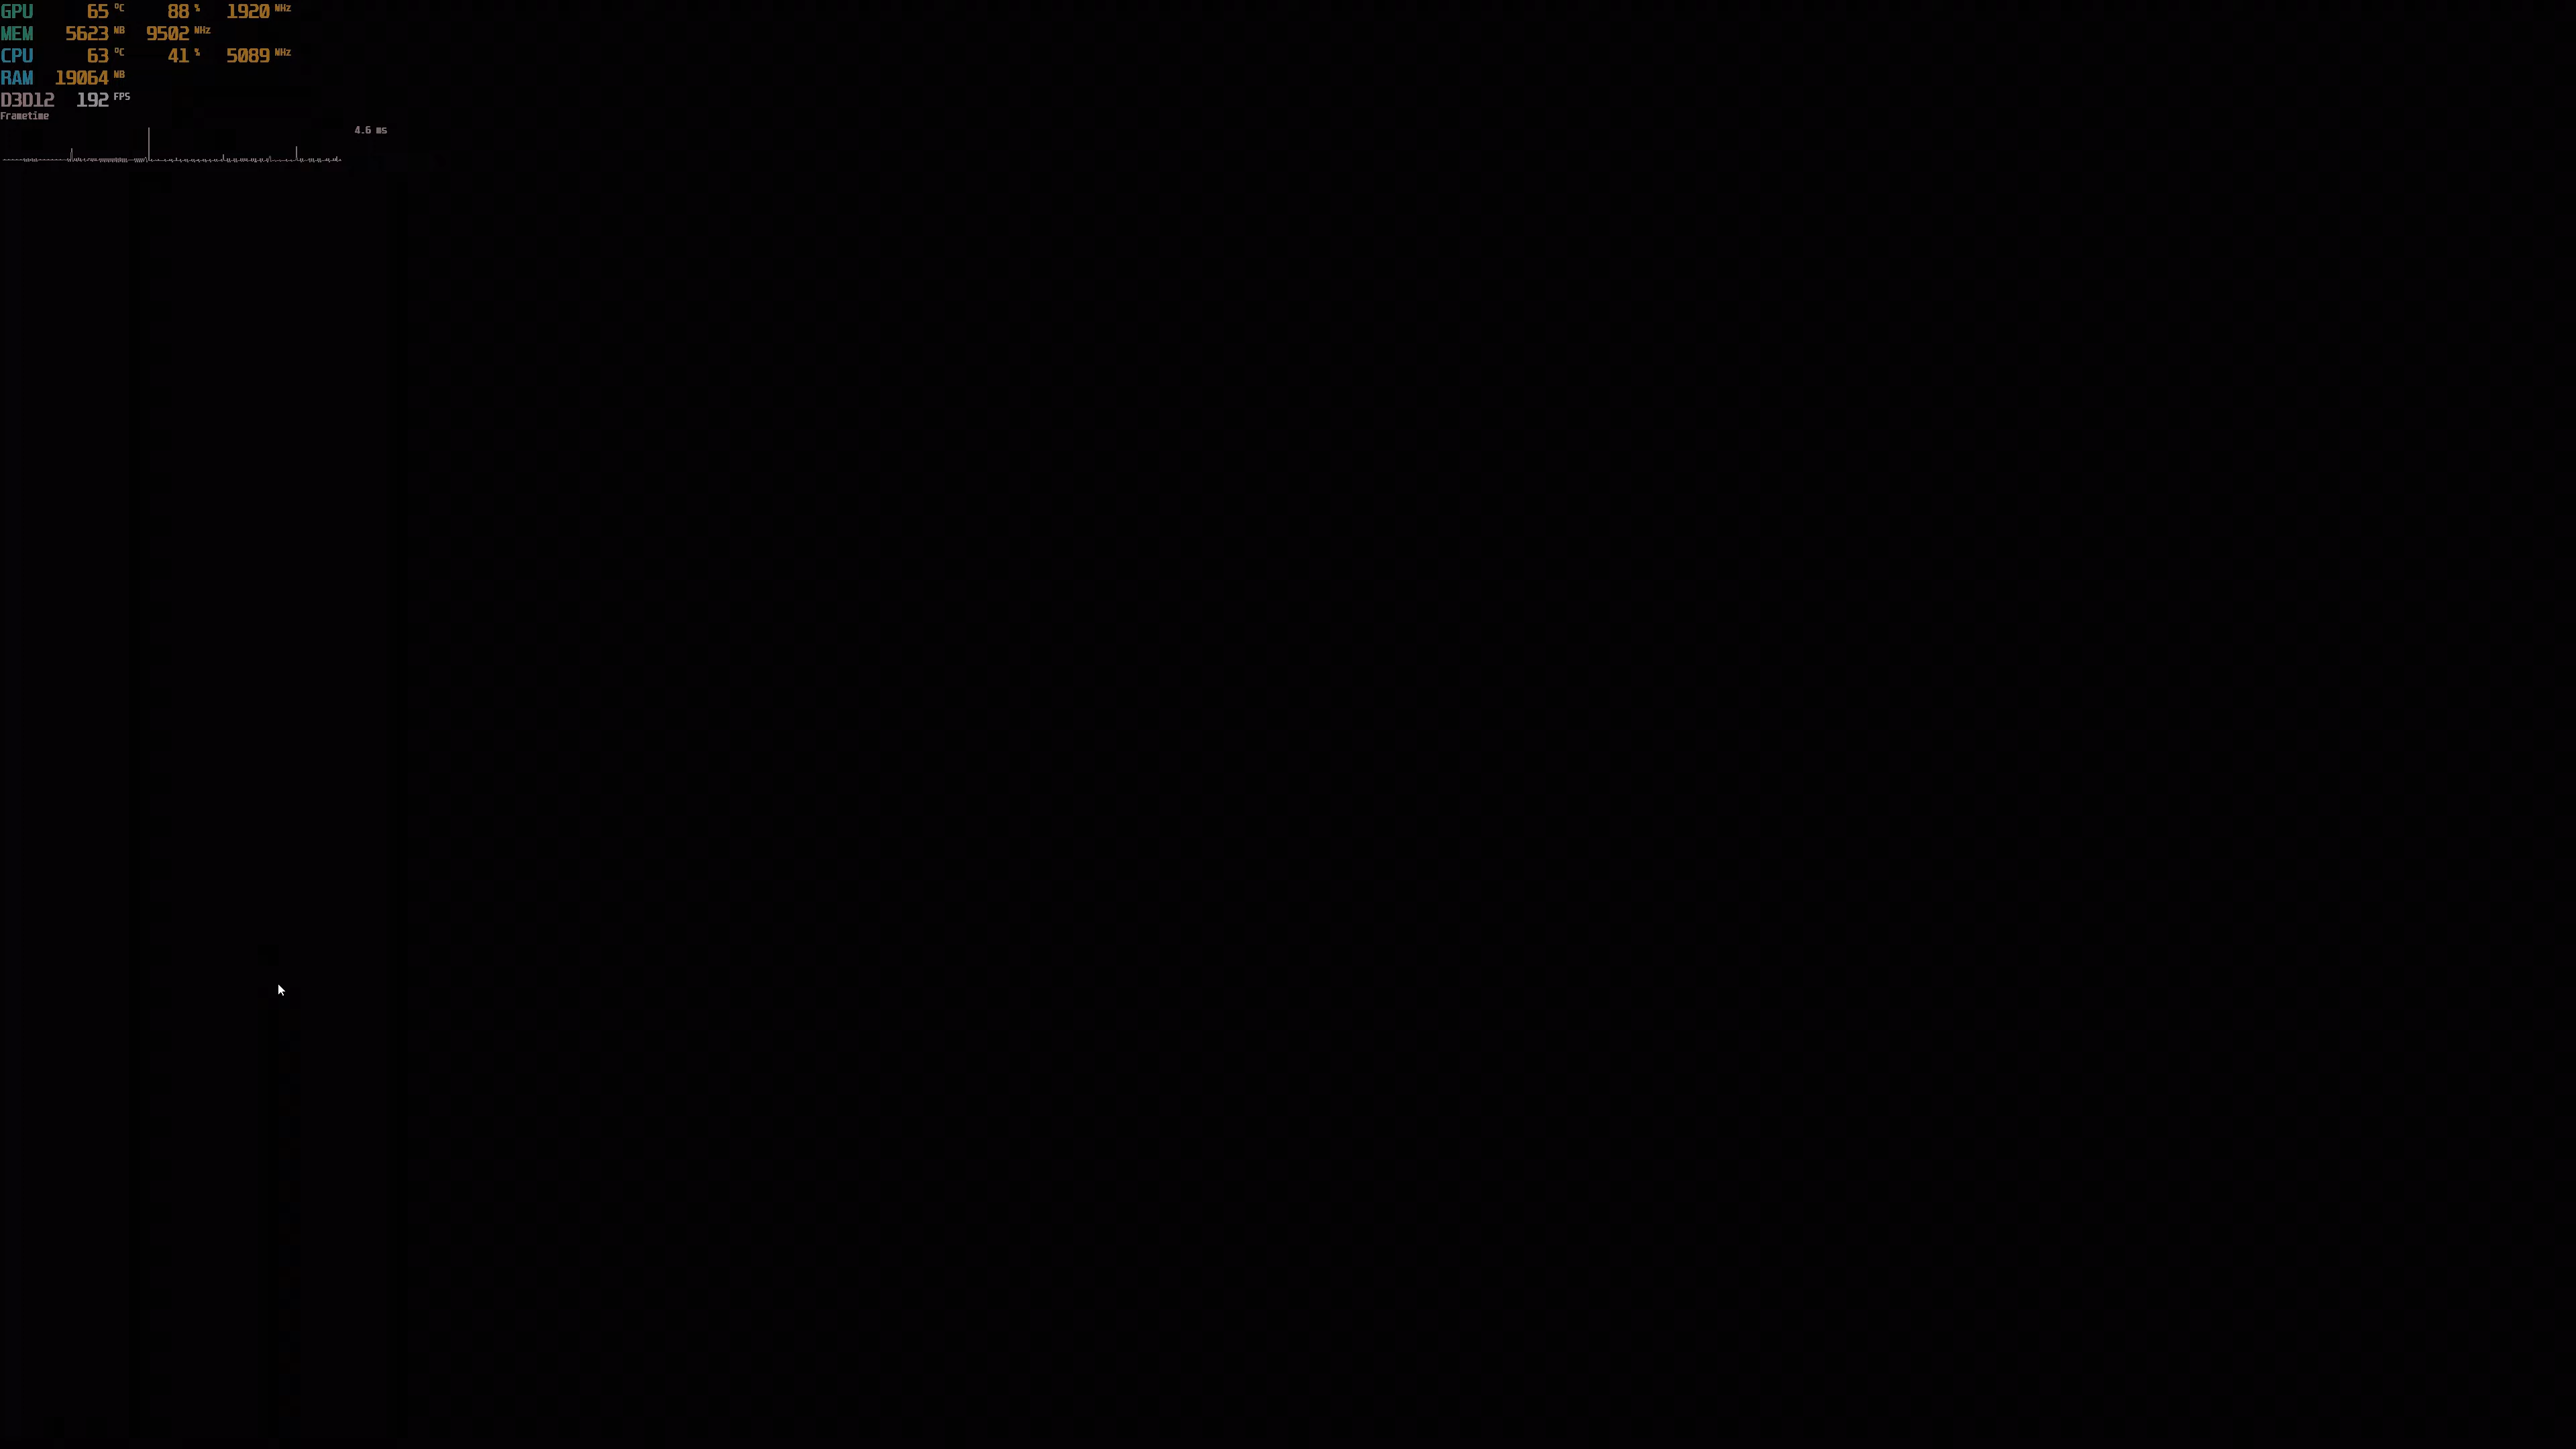 GPU 65 °C 88 % 1920 MHz
MEM 5623 MB 9502 MHz
CPU 63 °C 41 % 5089 MHz
RAM 19064 MB
D3D12 192 FPS
Frametime
4.6 ms